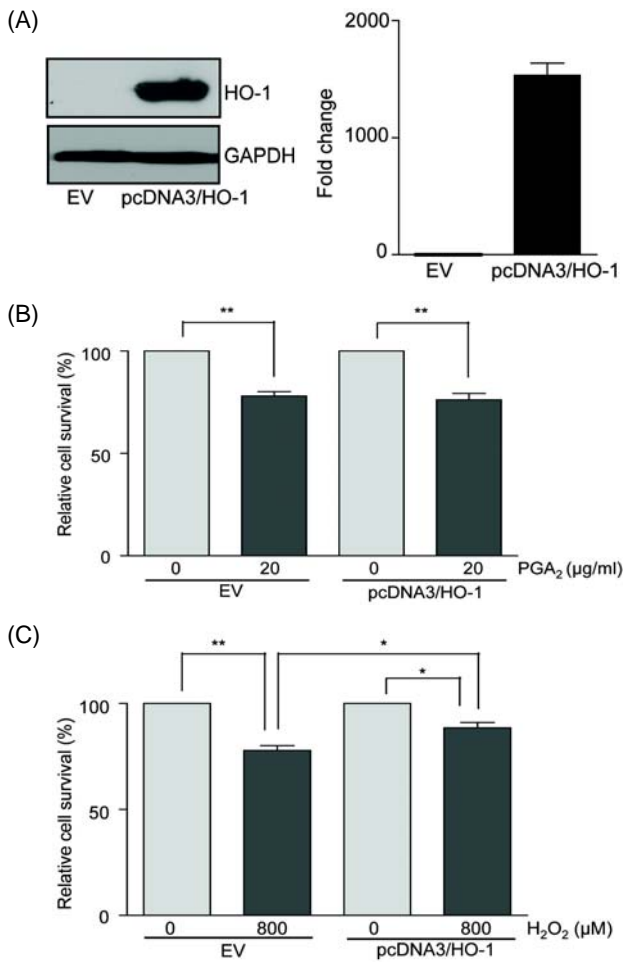 (A)
HO-1
GAPDH
EV pcDNA3/HO-1
Fold change
2000
1000
0
EV pcDNA3/HO-1
(B)
Relative cell survival (%)
** **
100
50
0
0 20 0 20 PGA₂ (µg/ml)
EV pcDNA3/HO-1
(C)
Relative cell survival (%)
** *
*
100
50
0
0 800 0 800 H₂O₂ (µM)
EV pcDNA3/HO-1